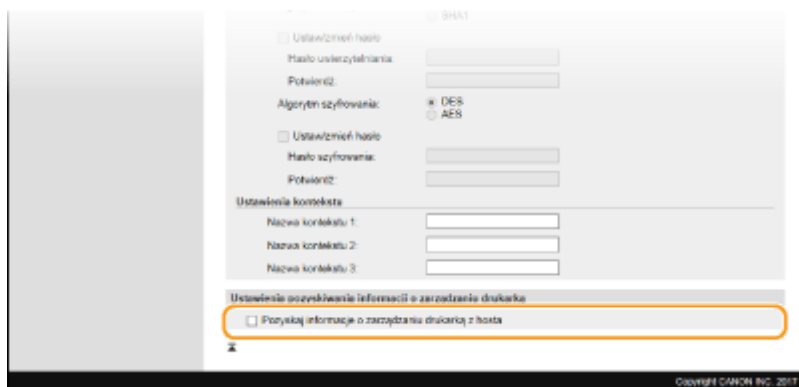 SHA1
Ustaw/zmień hasło
Hasło uwierzytelniania:
Potwierdź:
Algorytm szyfrowania:
DES
AES
Ustaw/zmień hasło
Hasło szyfrowania:
Potwierdź:
Ustawienia kontekstu
Nazwa kontekstu 1:
Nazwa kontekstu 2:
Nazwa kontekstu 3:
Ustawienia pozyskiwania informacji o zarządzaniu drukarką
Pozyskaj informacje o zarządzaniu drukarką z hosta
Copyright CANON INC. 2017